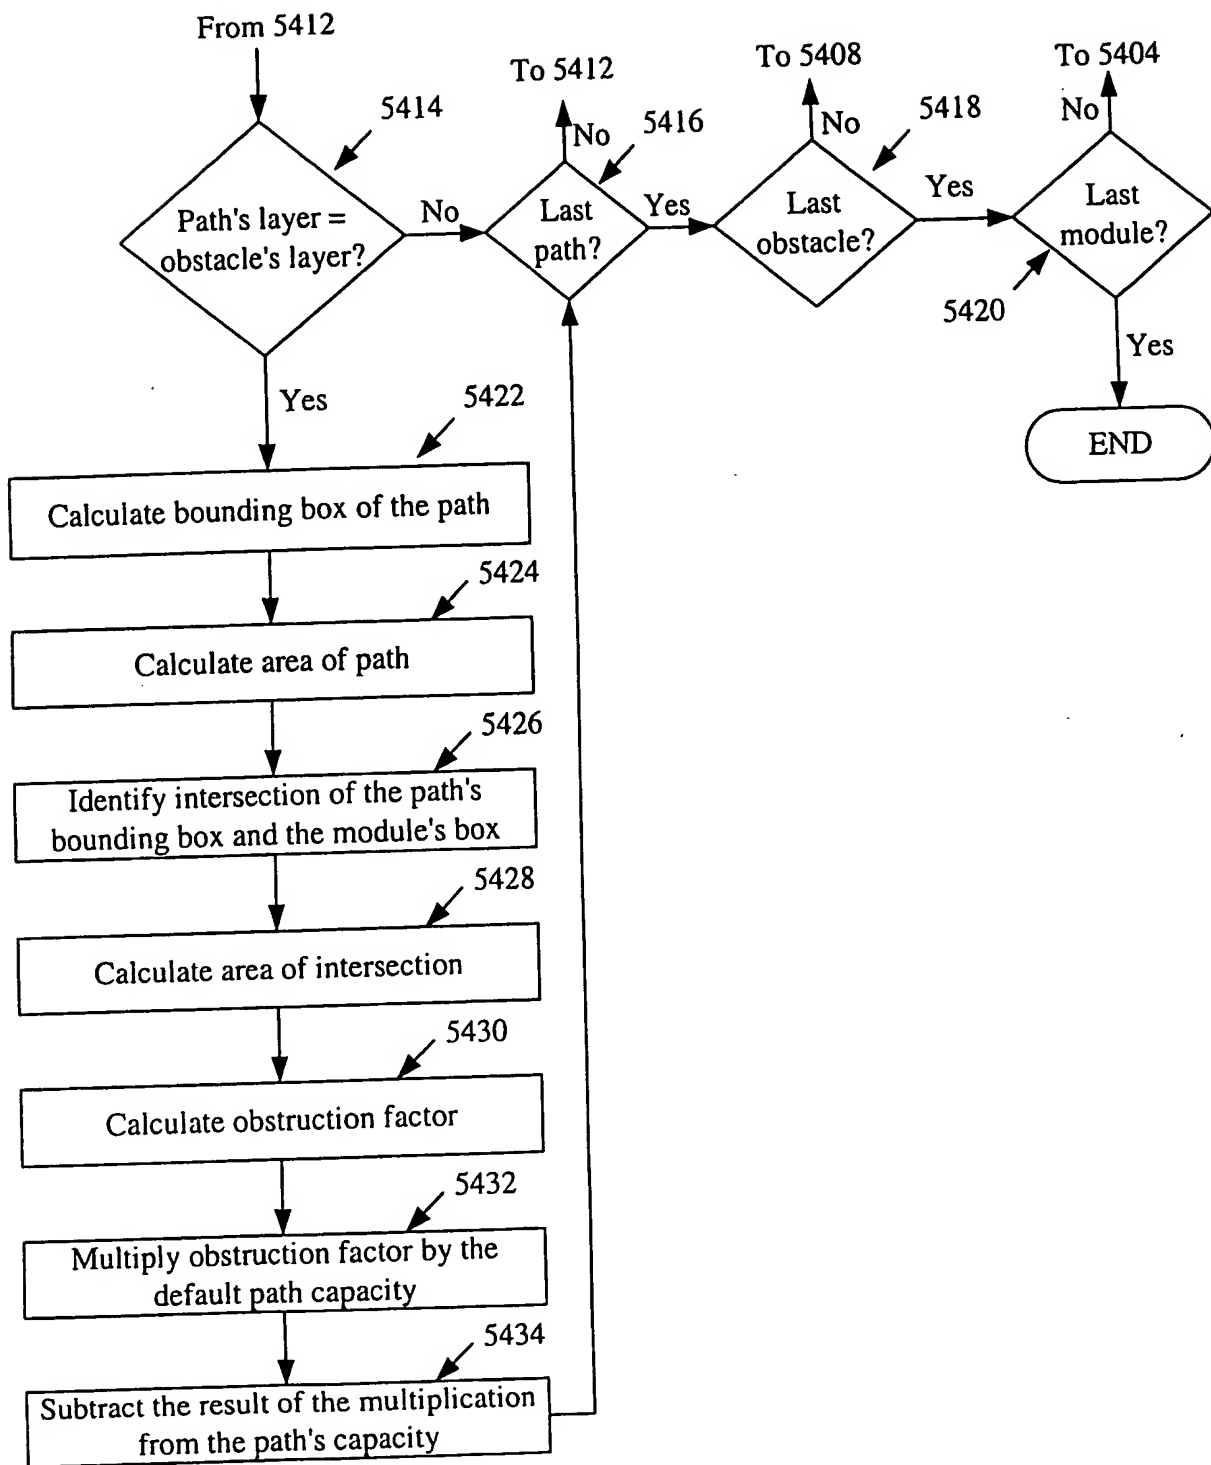 From 5412
To 5412
To 5408
To 5404
5414
5416
5418
No
No
No
Path's layer =
obstacle's layer?
No
Last
path?
Yes
Last
obstacle?
Yes
Last
module?
5420
Yes
END
Yes
5422
Calculate bounding box of the path
5424
Calculate area of path
5426
Identify intersection of the path's
bounding box and the module's box
5428
Calculate area of intersection
5430
Calculate obstruction factor
5432
Multiply obstruction factor by the
default path capacity
5434
Subtract the result of the multiplication
from the path's capacity